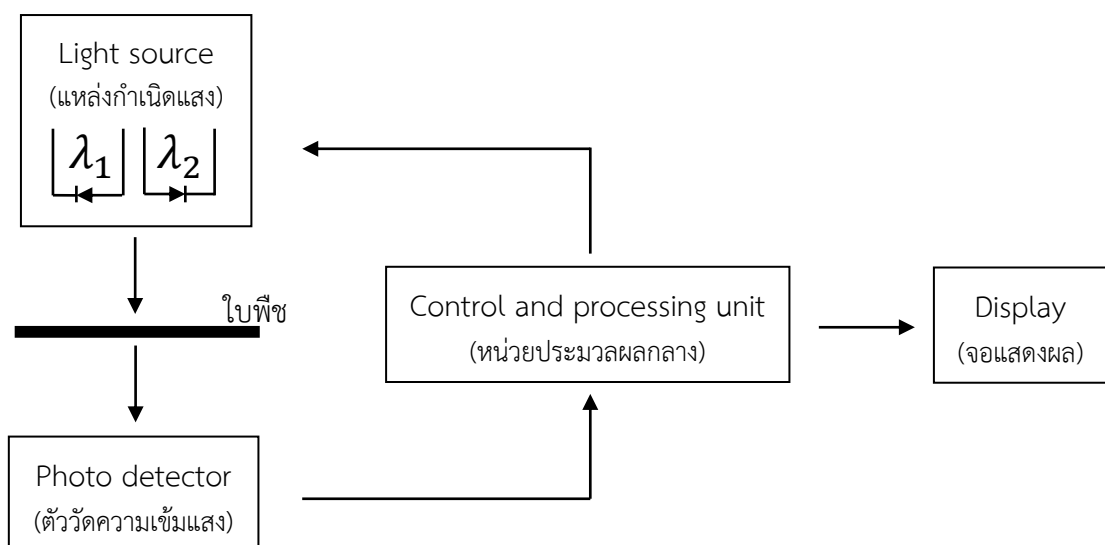 Light source
(แหล่งกำเนิดแสง)
λ₁ λ₂
ใบพืช
Control and processing unit
(หน่วยประมวลผลกลาง)
Display
(จอแสดงผล)
Photo detector
(ตัววัดความเข้มแสง)